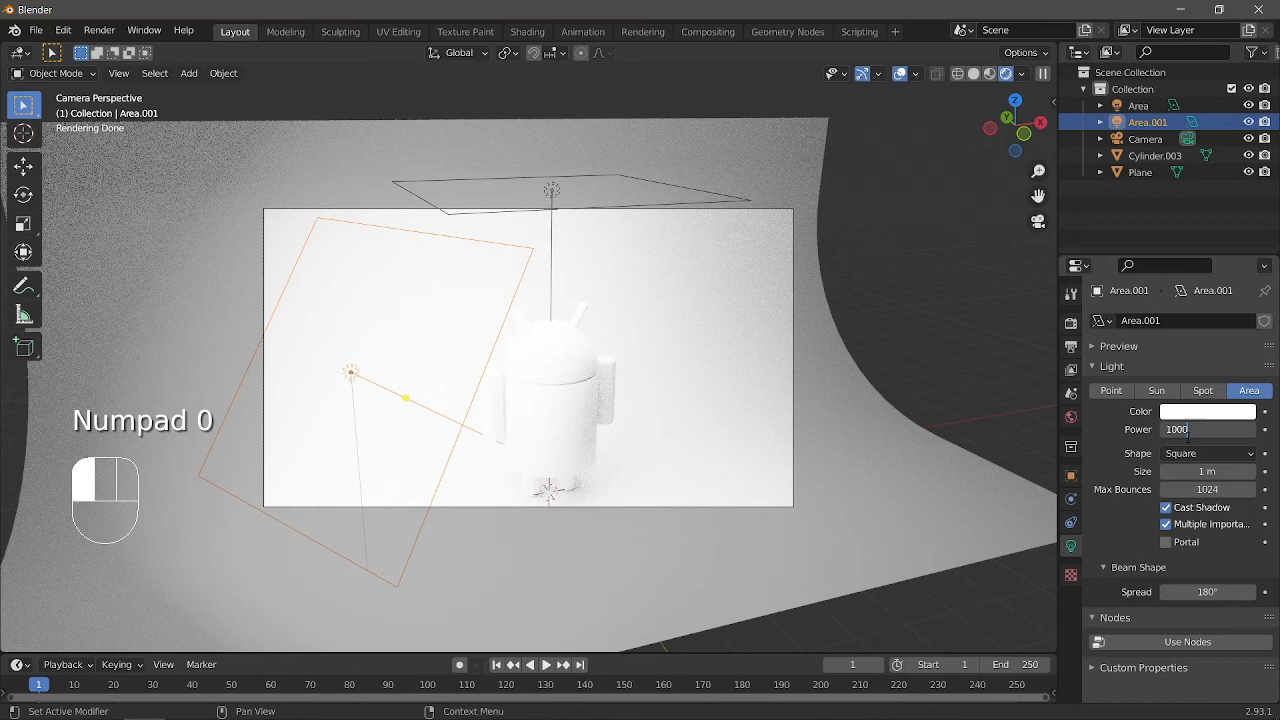 Blender
File Edit Render Window Help
Layout Modeling Sculpting UV Editing Texture Paint Shading Animation Rendering Compositing Geometry Nodes Scripting
Scene
View Layer
Global
Options
Object Mode View Select Add Object
Camera Perspective
(1) Collection | Area.001
Rendering Done
Z
Y
X
Numpad 0
Scene Collection
Collection
Area
Area.001
Camera
Cylinder.003
Plane
Area.001 Area.001
Area.001
Preview
Light
Point Sun Spot Area
Color
Power 1000
Shape Square
Size 1 m
Max Bounces 1024
Cast Shadow
Multiple Importa...
Portal
Beam Shape
Spread 180°
Nodes
Use Nodes
Custom Properties
Playback Keying View Marker
1 Start 1 End 250
1 10 20 30 40 50 60 70 80 90 100 110 120 130 140 150 160 170 180 190 200 210 220 230 240 250
Set Active Modifier Pan View Context Menu 2.93.1